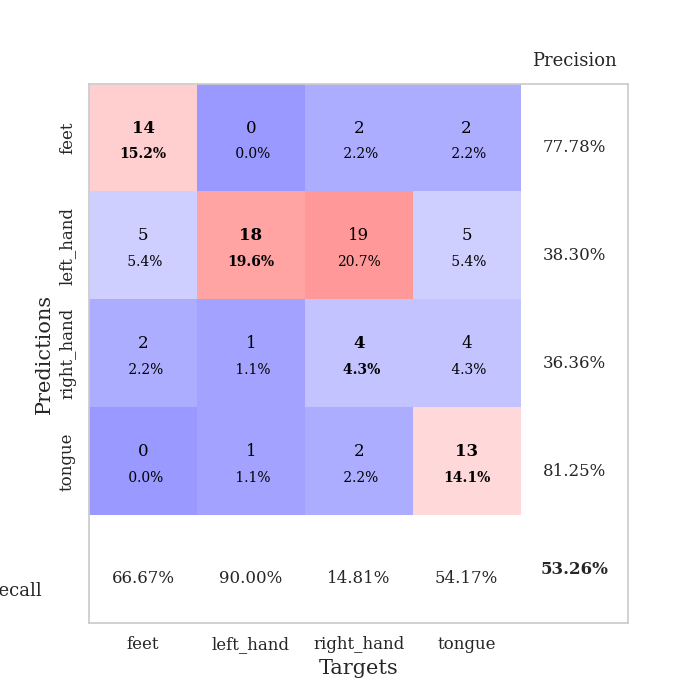 Precision
feet 14 0 2 2 77.78%
15.2% 0.0% 2.2% 2.2%
left_hand 5 18 19 5 38.30%
5.4% 19.6% 20.7% 5.4%
Predictions
right_hand 2 1 4 4 36.36%
2.2% 1.1% 4.3% 4.3%
tongue 0 1 2 13 81.25%
0.0% 1.1% 2.2% 14.1%
ecall 66.67% 90.00% 14.81% 54.17% 53.26%
feet left_hand right_hand tongue
Targets